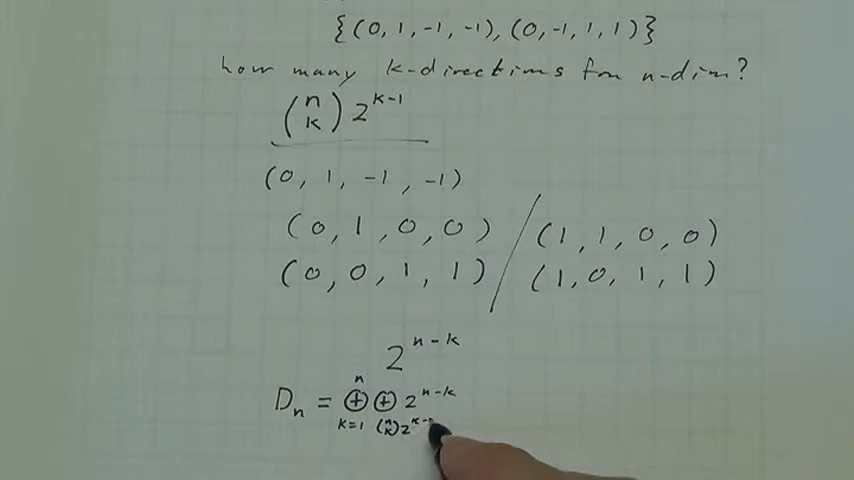 {(0, 1, -1, -1), (0, -1, 1, 1)}
how many k-directions for n-dim?
(n k) 2^{k-1}
(0, 1, -1, -1)
(0, 1, 0, 0) / (1, 1, 0, 0)
(0, 0, 1, 1) / (1, 0, 1, 1)
2^{n-k}
n
D_n = ⊕ ⊕ 2^{n-k}
k=1 (n k) 2^{k-